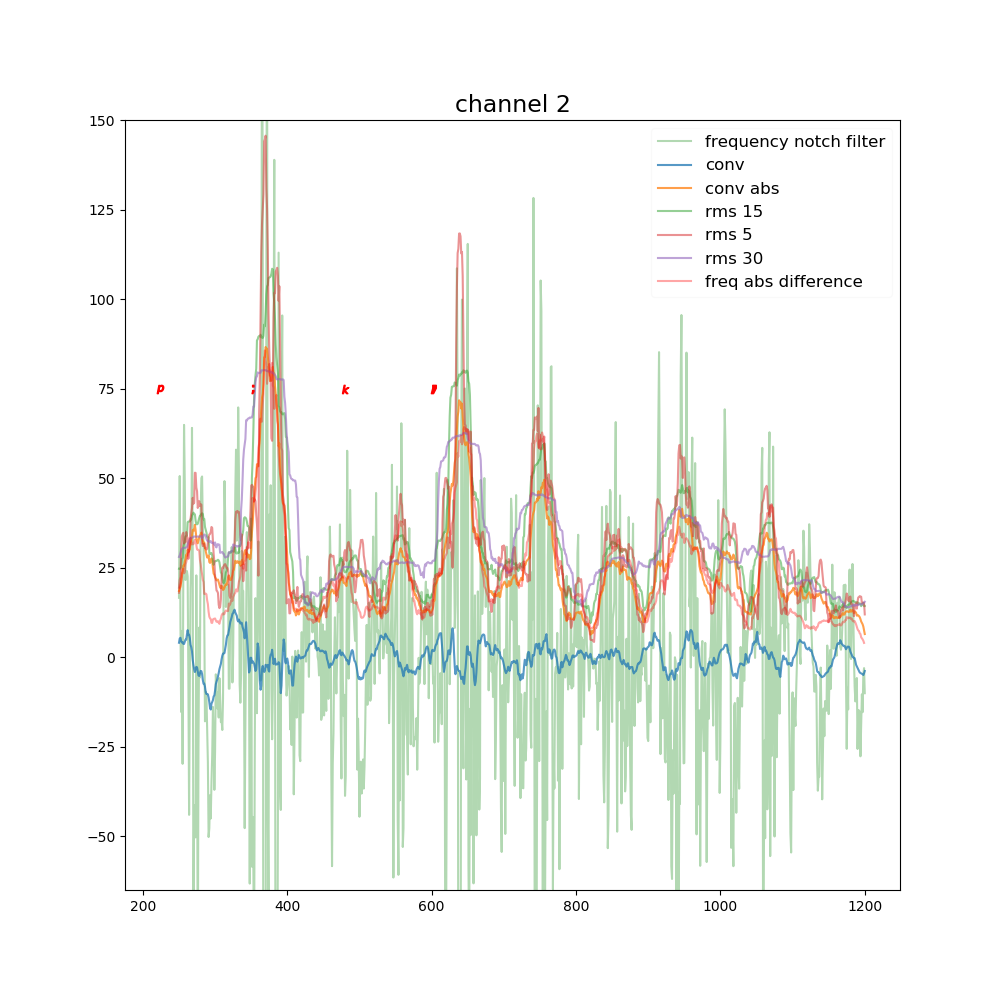 channel 2
150
125
100
75
50
25
0
−25
−50
200 400 600 800 1000 1200
frequency notch filter
conv
conv abs
rms 15
rms 5
rms 30
freq abs difference
p ; k